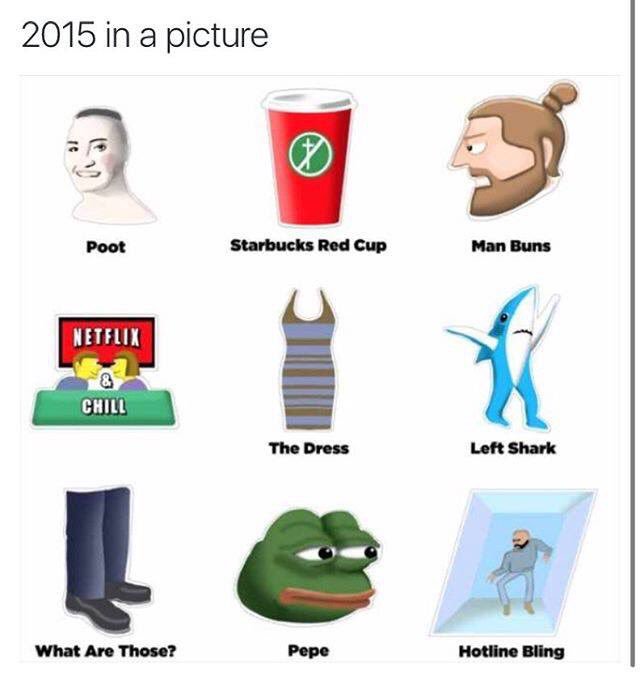 2015 in a picture
Poot
Starbucks Red Cup
Man Buns
NETFLIX
&
CHILL
The Dress
Left Shark
What Are Those?
Pepe
Hotline Bling